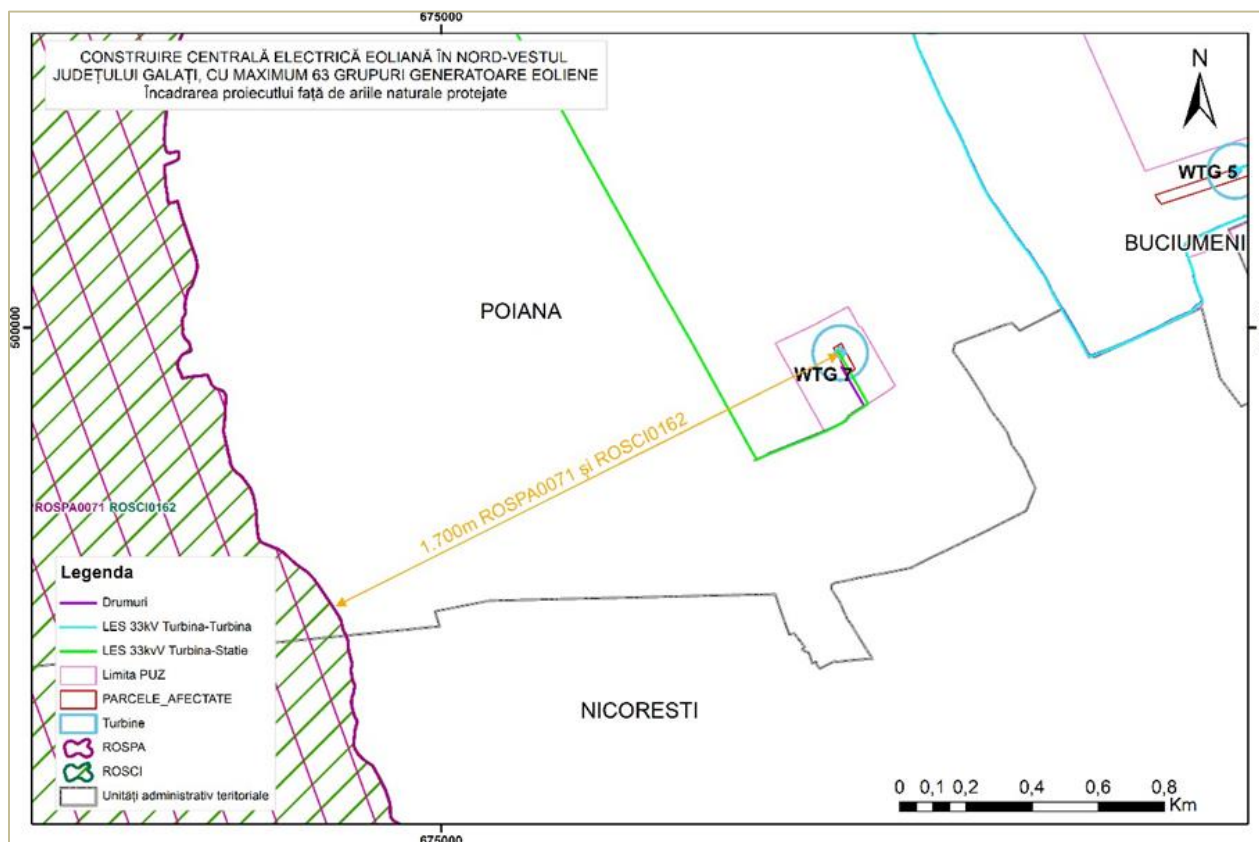 675000
CONSTRUIRE CENTRALĂ ELECTRICĂ EOLIANĂ ÎN NORD-VESTUL
JUDEȚULUI GALAȚI, CU MAXIMUM 63 GRUPURI GENERATOARE EOLIENE
Încadrarea proiecutlui față de ariile naturale protejate
N
WTG 5
BUCIUMENI
POIANA
500000
WTG 7
1.700m ROSPA0071 și ROSCI0162
ROSPA0071 ROSCI0162
Legenda
Drumuri
LES 33kV Turbina-Turbina
LES 33kvV Turbina-Statie
Limita PUZ
PARCELE_AFECTATE
Turbine
ROSPA
ROSCI
Unități administrativ teritoriale
NICORESTI
0 0,1 0,2 0,4 0,6 0,8
Km
675000